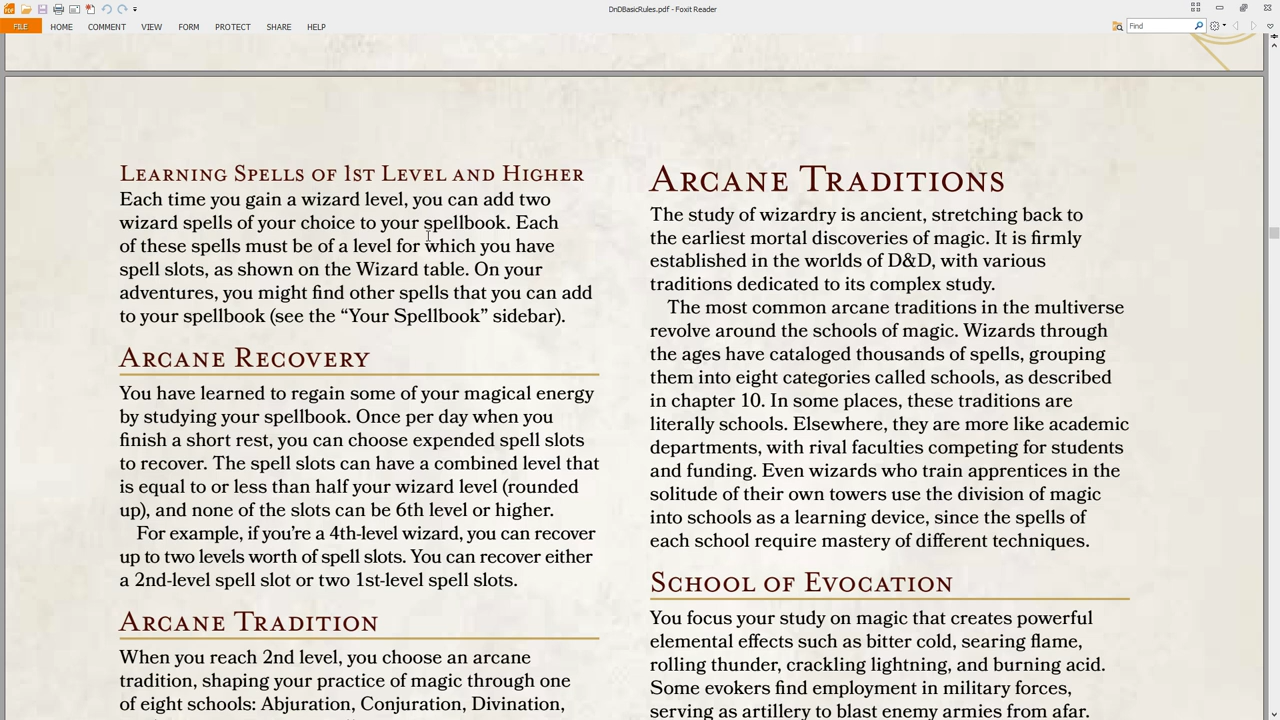 DnDBasicRules.pdf - Foxit Reader
FILE HOME COMMENT VIEW FORM PROTECT SHARE HELP
Find
LEARNING SPELLS OF 1ST LEVEL AND HIGHER
Each time you gain a wizard level, you can add two
wizard spells of your choice to your spellbook. Each
of these spells must be of a level for which you have
spell slots, as shown on the Wizard table. On your
adventures, you might find other spells that you can add
to your spellbook (see the “Your Spellbook” sidebar).
ARCANE RECOVERY
You have learned to regain some of your magical energy
by studying your spellbook. Once per day when you
finish a short rest, you can choose expended spell slots
to recover. The spell slots can have a combined level that
is equal to or less than half your wizard level (rounded
up), and none of the slots can be 6th level or higher.
For example, if you’re a 4th-level wizard, you can recover
up to two levels worth of spell slots. You can recover either
a 2nd-level spell slot or two 1st-level spell slots.
ARCANE TRADITION
When you reach 2nd level, you choose an arcane
tradition, shaping your practice of magic through one
of eight schools: Abjuration, Conjuration, Divination,
ARCANE TRADITIONS
The study of wizardry is ancient, stretching back to
the earliest mortal discoveries of magic. It is firmly
established in the worlds of D&D, with various
traditions dedicated to its complex study.
The most common arcane traditions in the multiverse
revolve around the schools of magic. Wizards through
the ages have cataloged thousands of spells, grouping
them into eight categories called schools, as described
in chapter 10. In some places, these traditions are
literally schools. Elsewhere, they are more like academic
departments, with rival faculties competing for students
and funding. Even wizards who train apprentices in the
solitude of their own towers use the division of magic
into schools as a learning device, since the spells of
each school require mastery of different techniques.
SCHOOL OF EVOCATION
You focus your study on magic that creates powerful
elemental effects such as bitter cold, searing flame,
rolling thunder, crackling lightning, and burning acid.
Some evokers find employment in military forces,
serving as artillery to blast enemy armies from afar.